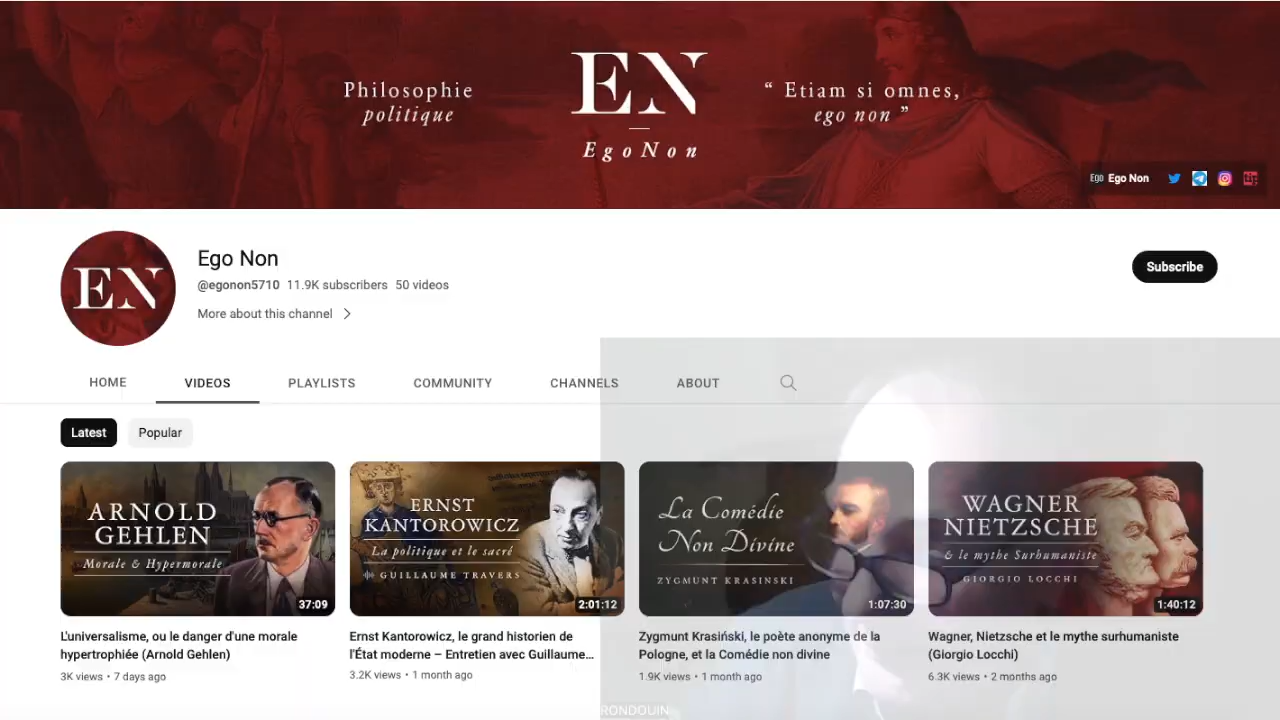 Philosophie
politique
EN
EgoNon
“ Etiam si omnes,
ego non ”
Ego Ego Non
EN
Ego Non
@egonon5710 11.9K subscribers 50 videos
More about this channel
Subscribe
HOME VIDEOS PLAYLISTS COMMUNITY CHANNELS ABOUT
Latest Popular
ARNOLD
GEHLEN
Morale & Hypermorale
37:09
ERNST
KANTOROWICZ
La politique et le sacré
GUILLAUME TRAVERS
2:01:12
La Comédie
Non Divine
ZYGMUNT KRASINSKI
1:07:30
WAGNER
NIETZSCHE
& le mythe Surhumaniste
GIORGIO LOCCHI
1:40:12
L'universalisme, ou le danger d'une morale
hypertrophiée (Arnold Gehlen)
3K views • 7 days ago
Ernst Kantorowicz, le grand historien de
l'État moderne – Entretien avec Guillaume...
3.2K views • 1 month ago
Zygmunt Krasiński, le poète anonyme de la
Pologne, et la Comédie non divine
1.9K views • 1 month ago
Wagner, Nietzsche et le mythe surhumaniste
(Giorgio Locchi)
6.3K views • 2 months ago
RONDOUIN